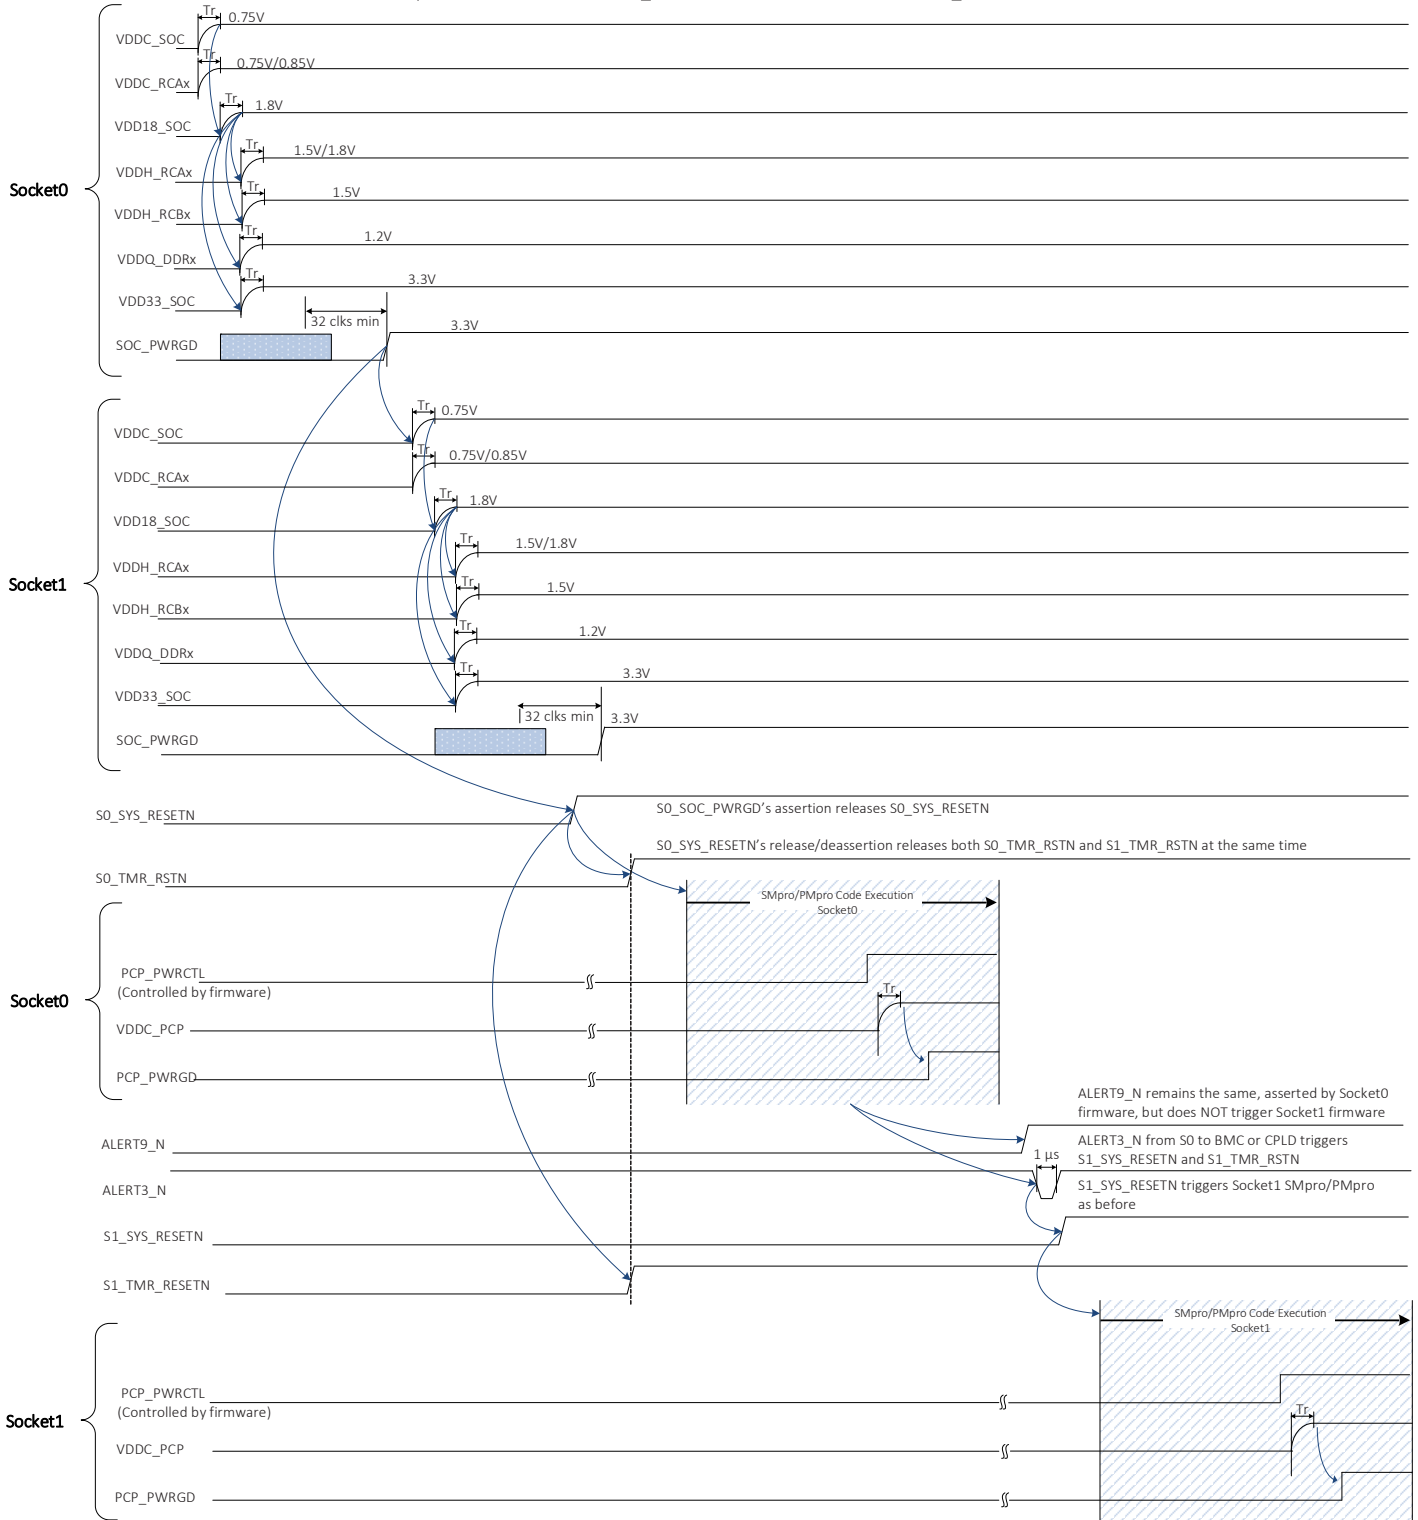 Tr
0.75V
VDDC_SOC
Tr
0.75V/0.85V
VDDC_RCAx
Tr
1.8V
VDD18_SOC
Tr
1.5V/1.8V
VDDH_RCAx
Socket0
Tr
1.5V
VDDH_RCBx
Tr
1.2V
VDDQ_DDRx
Tr
3.3V
VDD33_SOC
32 clks min
3.3V
SOC_PWRGD
Tr
0.75V
VDDC_SOC
Tr
0.75V/0.85V
VDDC_RCAx
Tr
1.8V
VDD18_SOC
Tr
1.5V/1.8V
VDDH_RCAx
Socket1
Tr
1.5V
VDDH_RCBx
Tr
1.2V
VDDQ_DDRx
Tr
3.3V
VDD33_SOC
32 clks min
3.3V
SOC_PWRGD
S0_SYS_RESETN
S0_SOC_PWRGD's assertion releases S0_SYS_RESETN
S0_SYS_RESETN's release/deassertion releases both S0_TMR_RSTN and S1_TMR_RSTN at the same time
S0_TMR_RSTN
SMpro/PMpro Code Execution
Socket0
PCP_PWRCTL
(Controlled by firmware)
Socket0
Tr
VDDC_PCP
PCP_PWRGD
ALERT9_N remains the same, asserted by Socket0
firmware, but does NOT trigger Socket1 firmware
ALERT9_N
ALERT3_N from S0 to BMC or CPLD triggers
S1_SYS_RESETN and S1_TMR_RSTN
1 µs
ALERT3_N
S1_SYS_RESETN triggers Socket1 SMpro/PMpro
as before
S1_SYS_RESETN
S1_TMR_RESETN
SMpro/PMpro Code Execution
Socket1
PCP_PWRCTL
(Controlled by firmware)
Socket1
Tr
VDDC_PCP
PCP_PWRGD